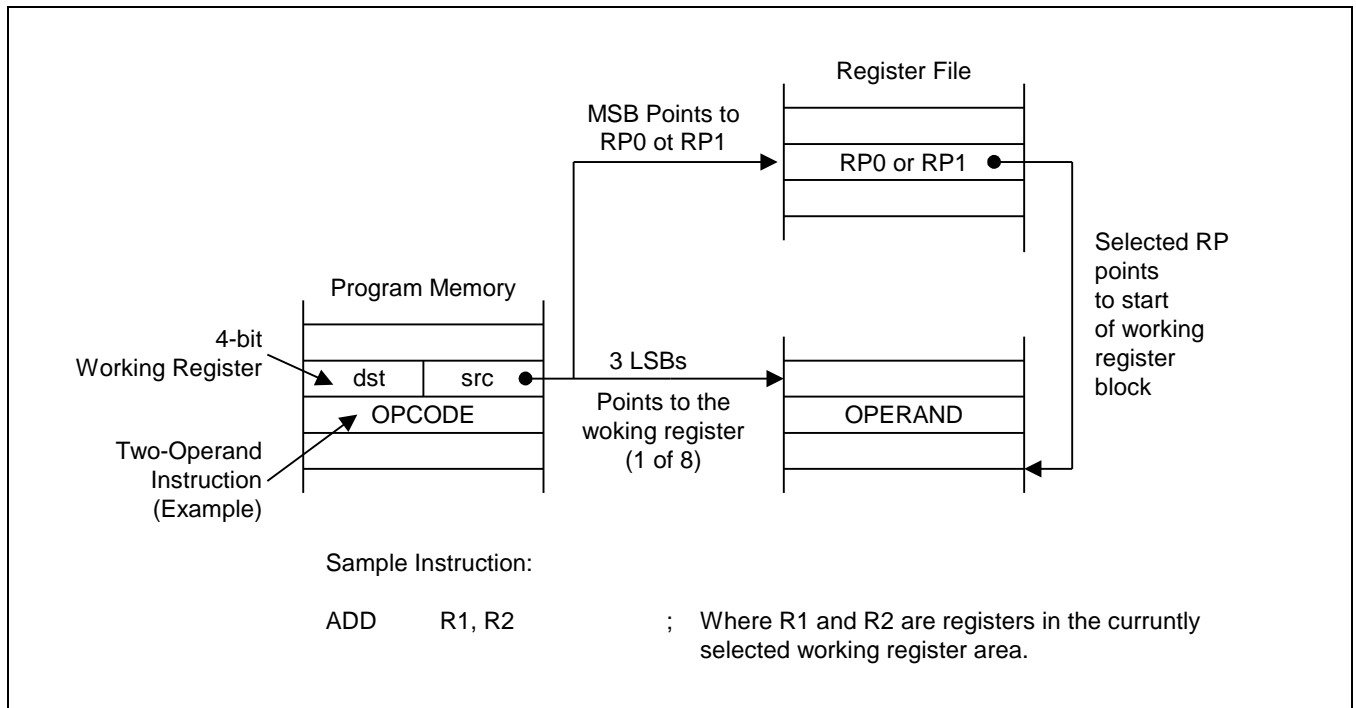 Register File
MSB Points to
RP0 ot RP1
RP0 or RP1
Selected RP
points
to start
of working
register
block
Program Memory
4-bit
Working Register
dst src
3 LSBs
OPCODE
Points to the
woking register
(1 of 8)
OPERAND
Two-Operand
Instruction
(Example)
Sample Instruction:
ADD R1, R2 ; Where R1 and R2 are registers in the curruntly
selected working register area.